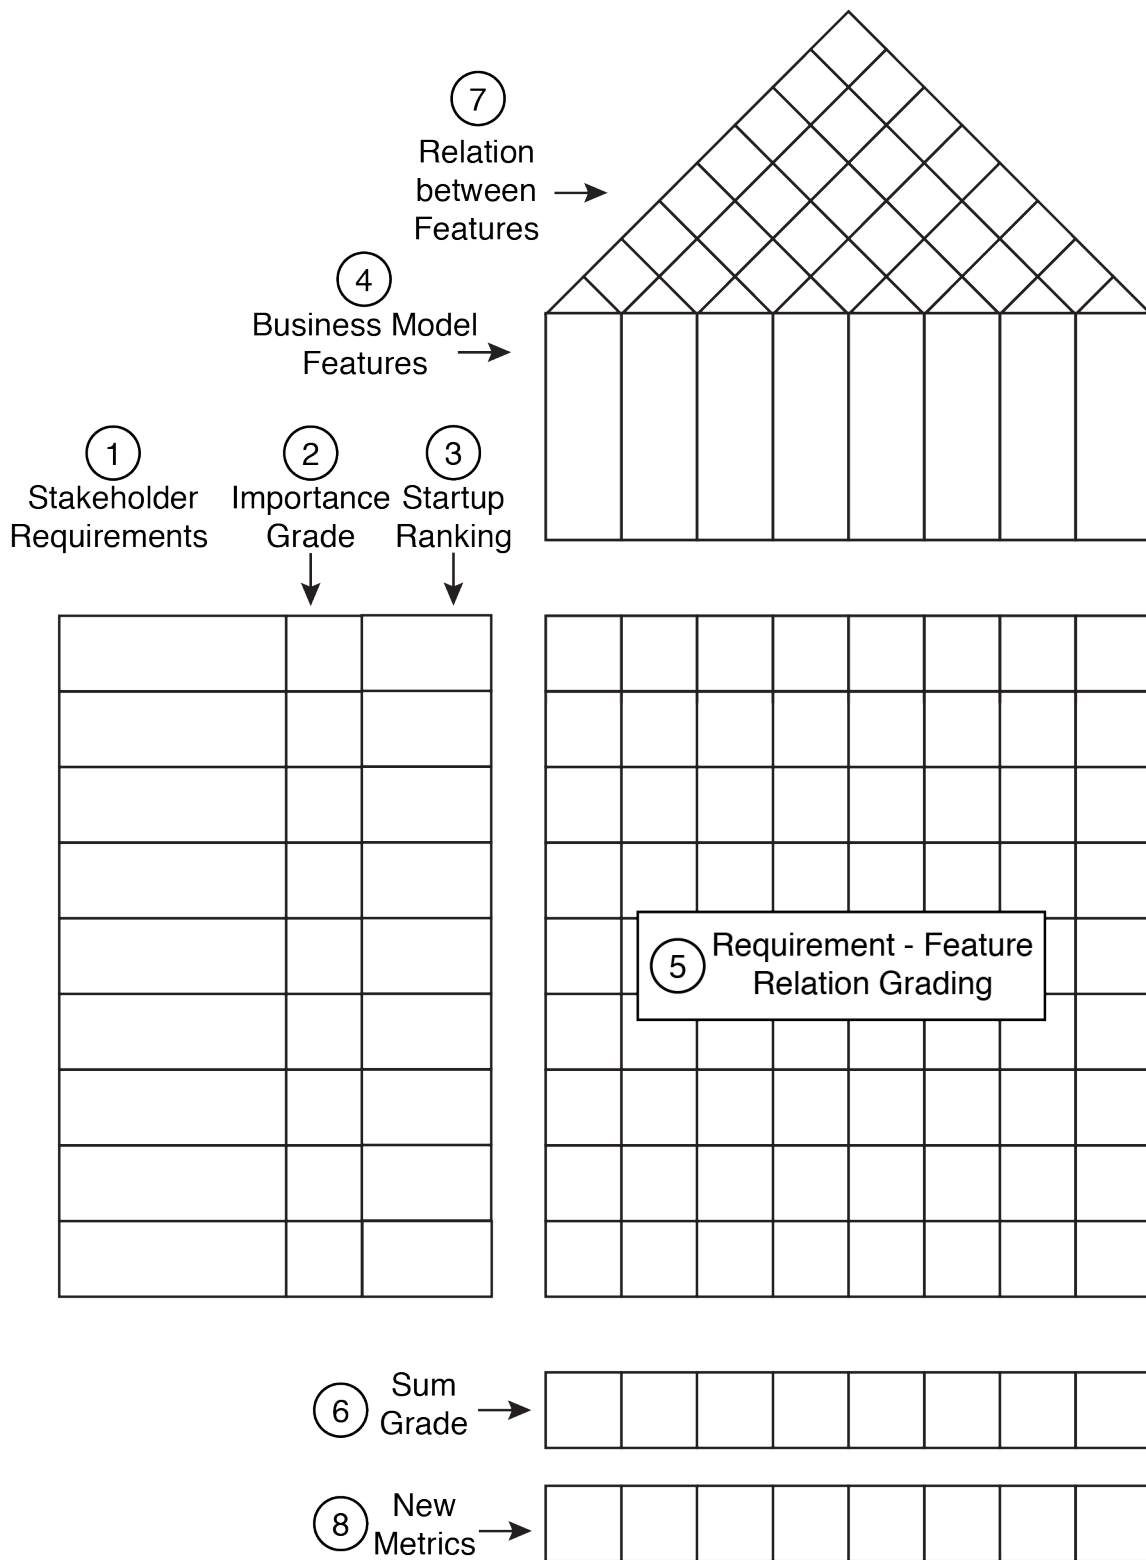 7
Relation
between
Features
4
Business Model
Features
1
Stakeholder
Requirements
2
Importance
Grade
3
Startup
Ranking
5
Requirement - Feature
Relation Grading
6
Sum
Grade
8
New
Metrics